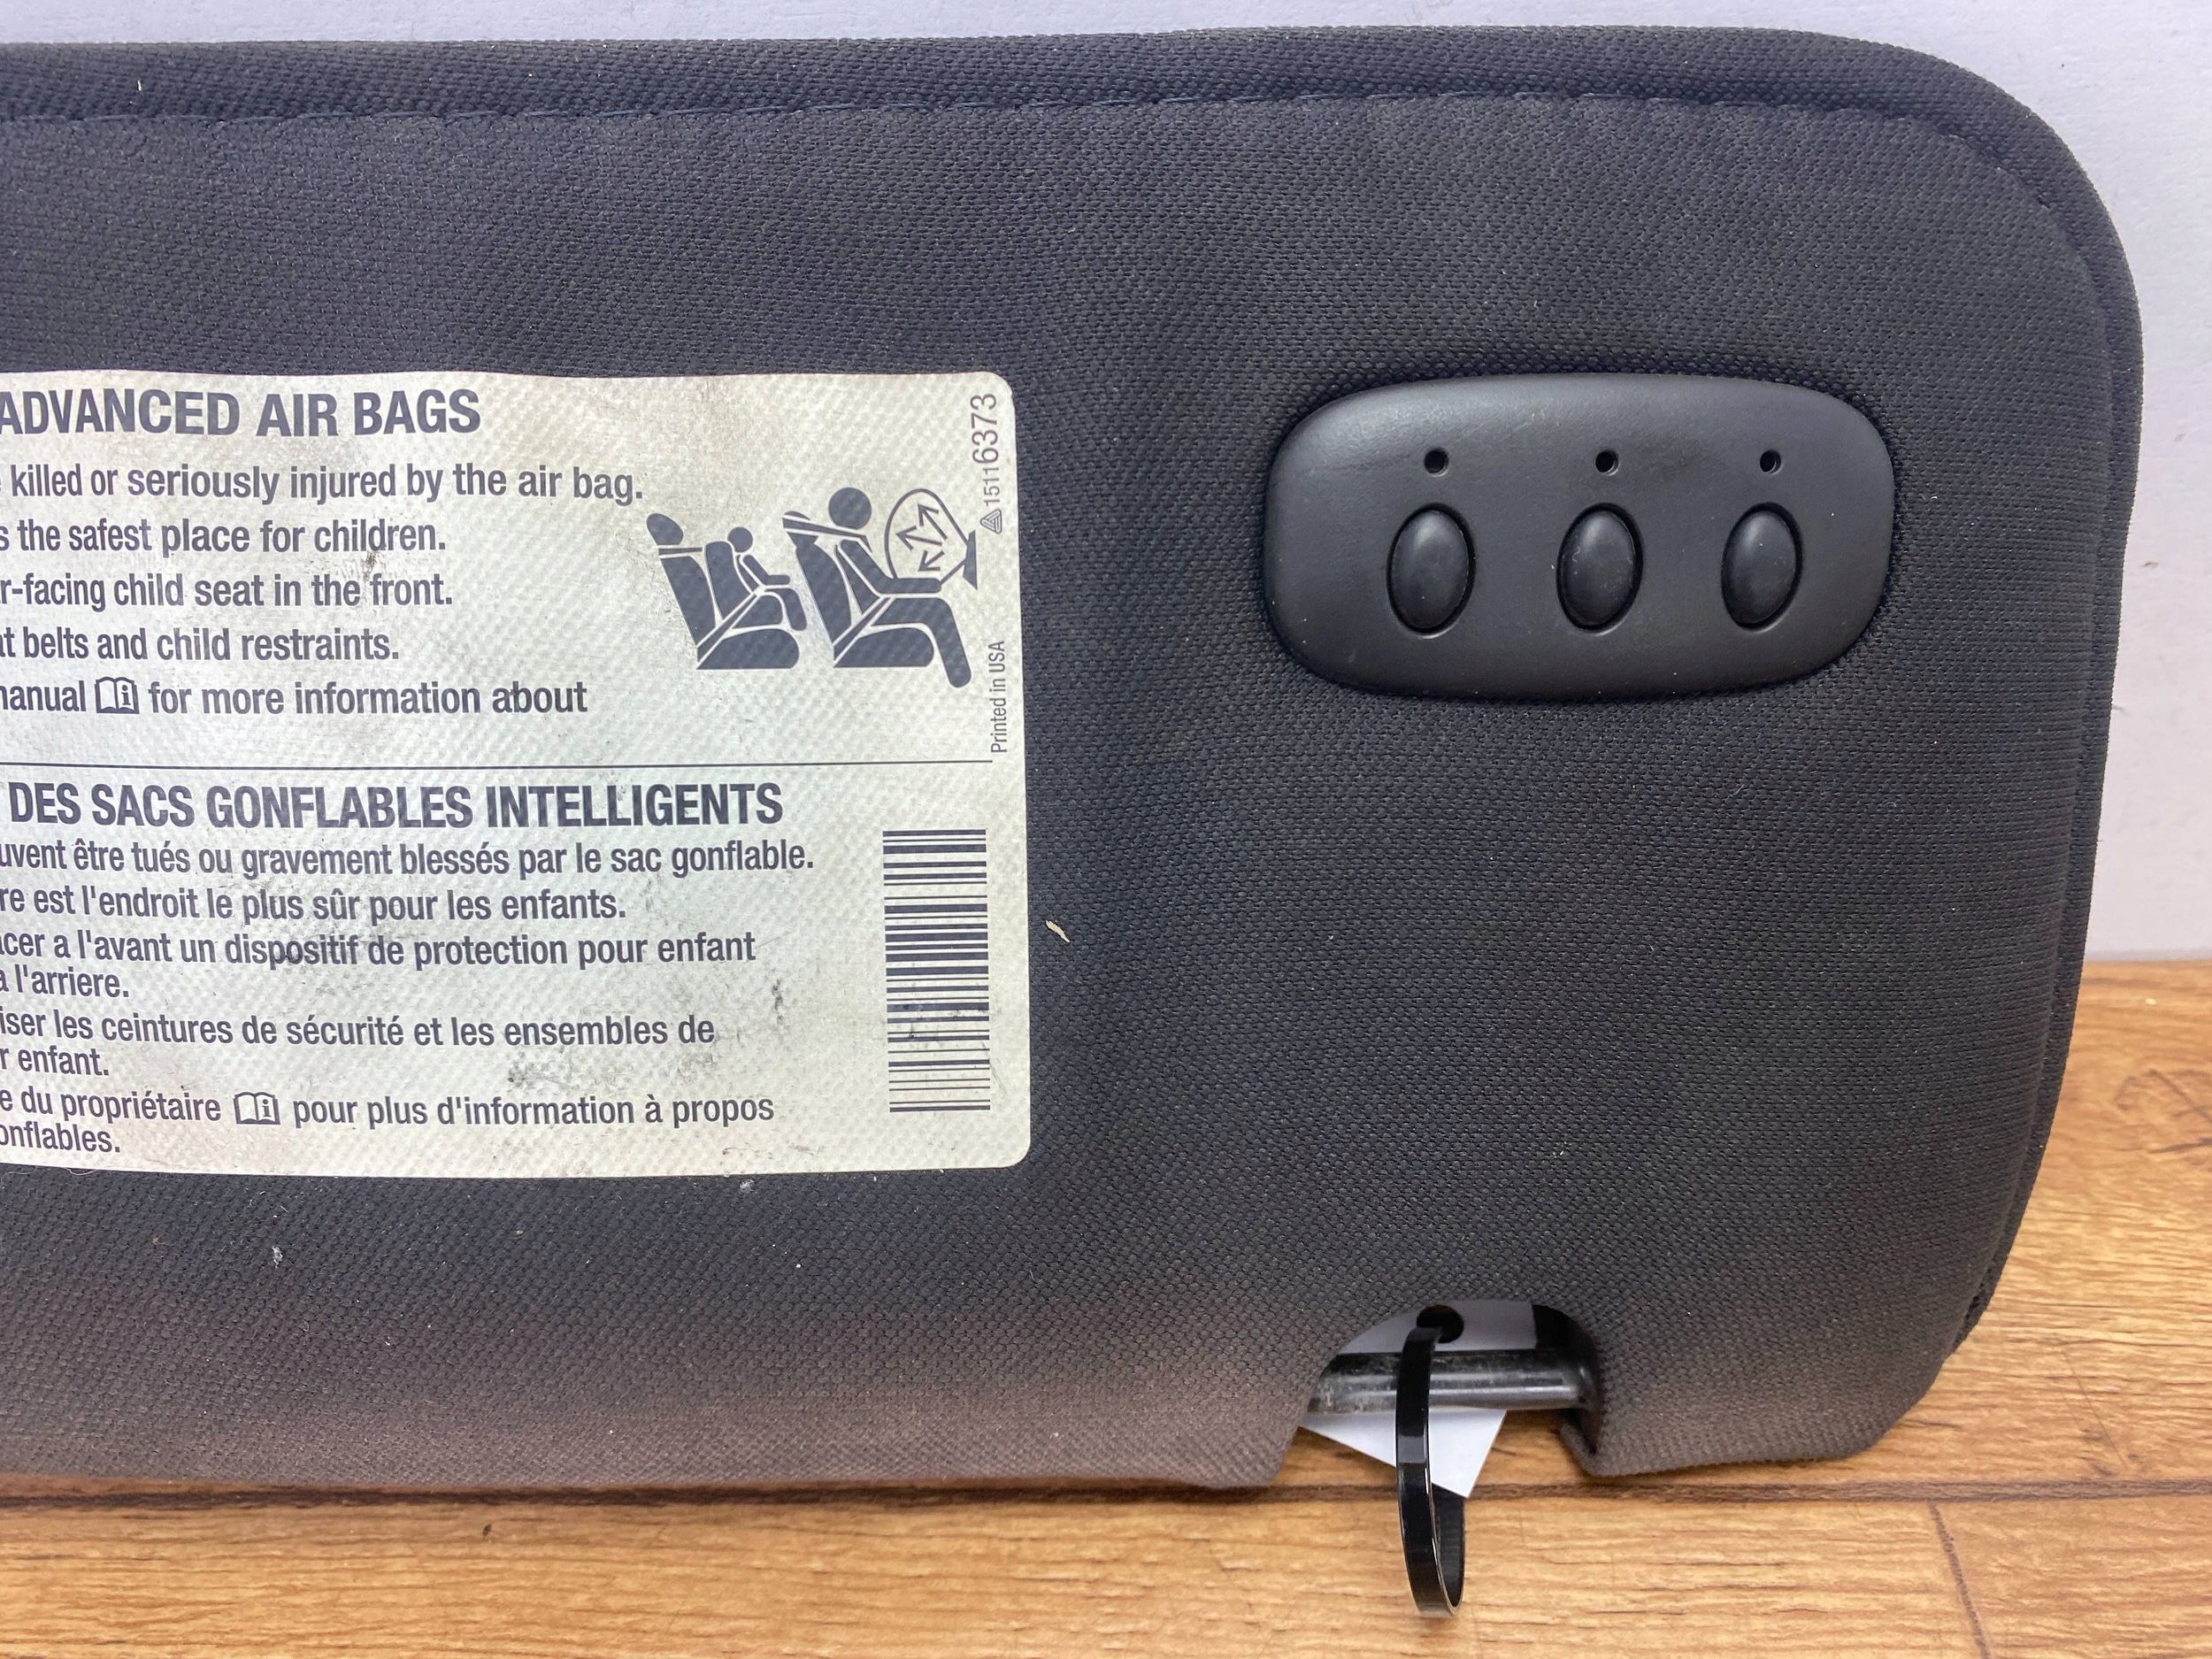 ADVANCED AIR BAGS
killed or seriously injured by the air bag.
s the safest place for children.
r-facing child seat in the front.
t belts and child restraints.
manual for more information about
15116373
Printed in USA
DES SACS GONFLABLES INTELLIGENTS
uvent être tués ou gravement blessés par le sac gonflable.
re est l'endroit le plus sûr pour les enfants.
acer a l'avant un dispositif de protection pour enfant
a l'arriere.
iser les ceintures de sécurité et les ensembles de
r enfant.
e du propriétaire pour plus d'information à propos
onflables.